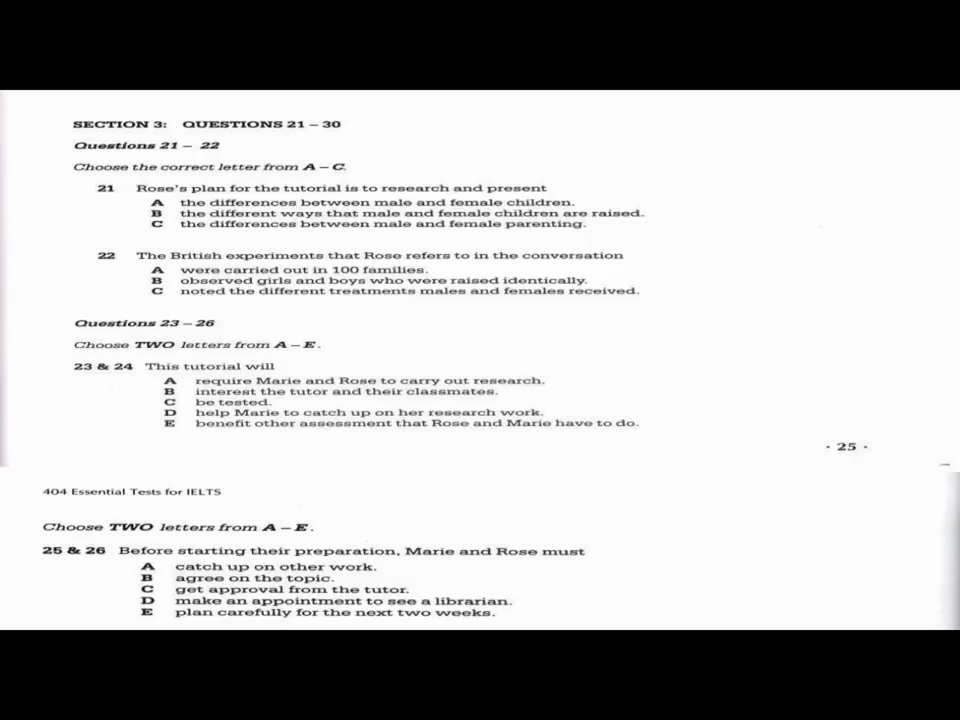 SECTION 3: QUESTIONS 21 – 30
Questions 21 – 22
Choose the correct letter from A – C.
21 Rose's plan for the tutorial is to research and present
A the differences between male and female children.
B the different ways that male and female children are raised.
C the differences between male and female parenting.
22 The British experiments that Rose refers to in the conversation
A were carried out in 100 families.
B observed girls and boys who were raised identically.
C noted the different treatments males and females received.
Questions 23 – 26
Choose TWO letters from A – E .
23 & 24 This tutorial will
A require Marie and Rose to carry out research.
B interest the tutor and their classmates.
C be tested.
D help Marie to catch up on her research work.
E benefit other assessment that Rose and Marie have to do.
· 25 ·
404 Essential Tests for IELTS
Choose TWO letters from A – E .
25 & 26 Before starting their preparation, Marie and Rose must
A catch up on other work.
B agree on the topic.
C get approval from the tutor.
D make an appointment to see a librarian.
E plan carefully for the next two weeks.